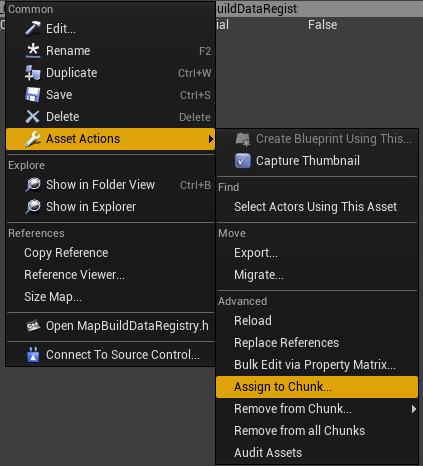 Common
uildDataRegist
Edit...
ial False
Rename F2
Duplicate Ctrl+W
Save Ctrl+S
Delete Delete
Asset Actions
Explore
Show in Folder View Ctrl+B
Show in Explorer
References
Copy Reference
Reference Viewer...
Size Map...
Open MapBuildDataRegistry.h
Connect To Source Control...
Create Blueprint Using This...
Capture Thumbnail
Find
Select Actors Using This Asset
Move
Export...
Migrate...
Advanced
Reload
Replace References
Bulk Edit via Property Matrix...
Assign to Chunk...
Remove from Chunk...
Remove from all Chunks
Audit Assets